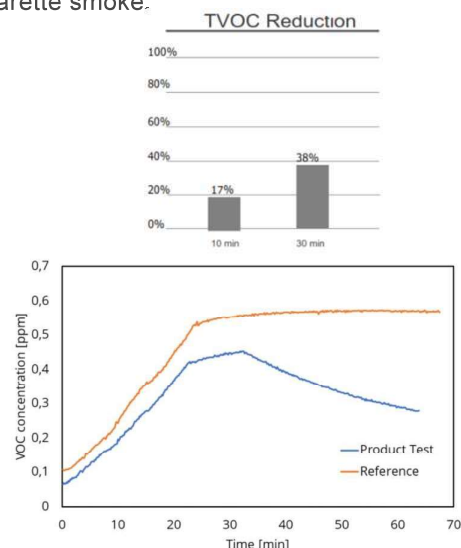 arette smoke.
TVOC Reduction
100%
80%
60%
40%
20%
0%
17%
38%
10 min
30 min
0,7
0,6
0,5
0,4
0,3
0,2
0,1
0
VOC concentration [ppm]
Product Test
Reference
0 10 20 30 40 50 60 70
Time [min]